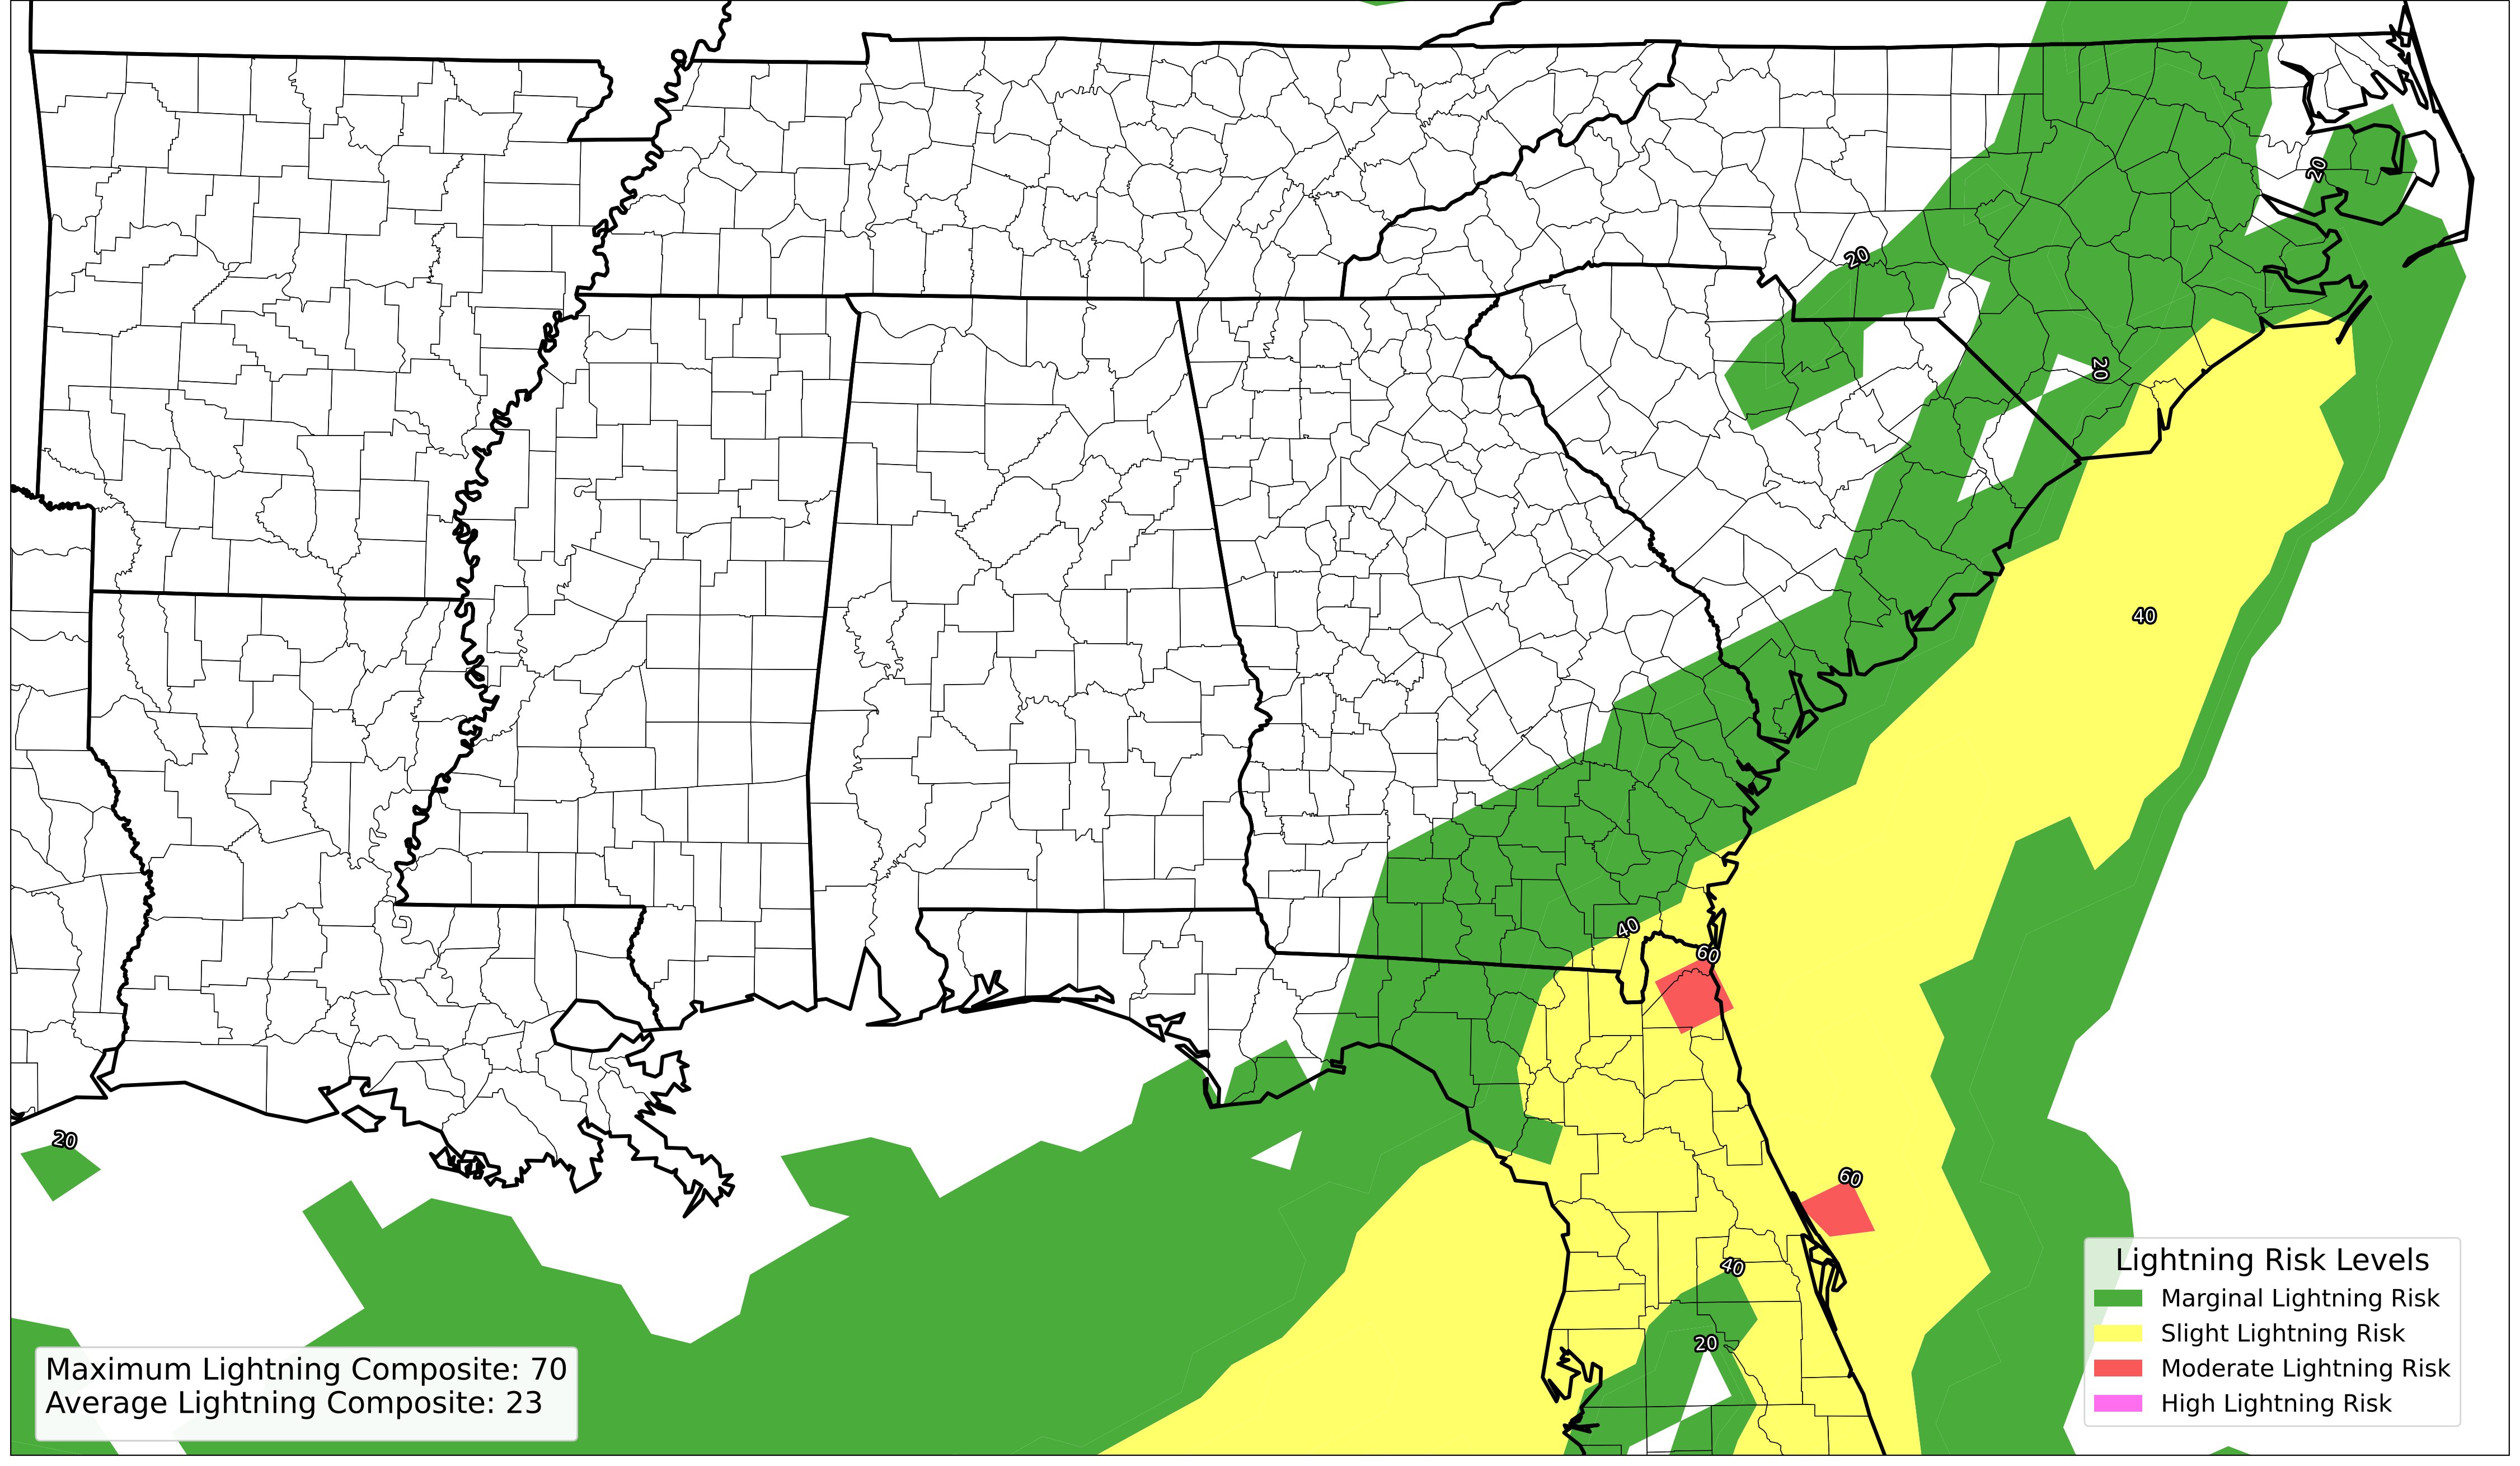 20
20
20
40
40
60
20
60
40
20
Lightning Risk Levels
Marginal Lightning Risk
Slight Lightning Risk
Moderate Lightning Risk
High Lightning Risk
Maximum Lightning Composite: 70
Average Lightning Composite: 23